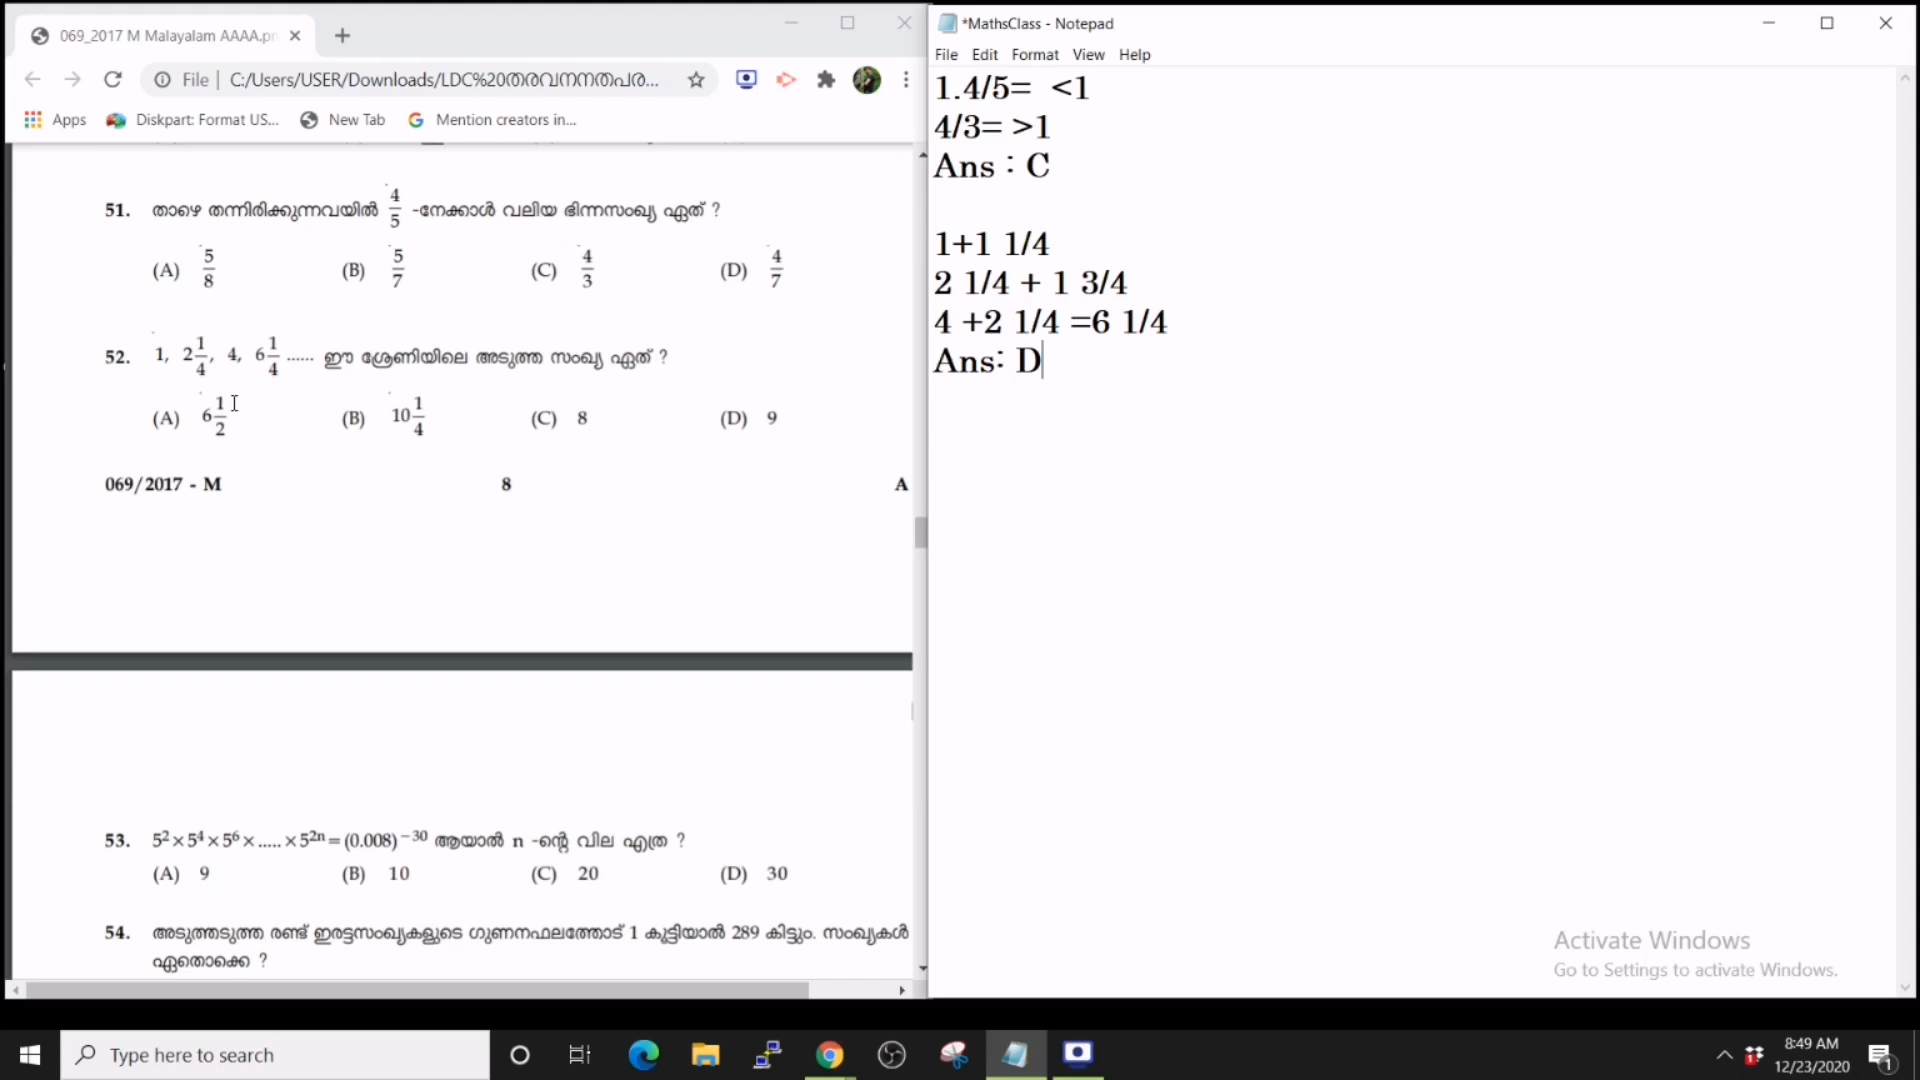 069_2017 M Malayalam AAAA.pn
File | C:/Users/USER/Downloads/LDC%20തരവനനതപര...
Apps Diskpart: Format US... New Tab Mention creators in...
51. താഴെ തന്നിരിക്കുന്നവയിൽ 4/5 -നേക്കാൾ വലിയ ഭിന്നസംഖ്യ ഏത് ?
(A) 5/8 (B) 5/7 (C) 4/3 (D) 4/7
52. 1, 2 1/4, 4, 6 1/4 ...... ഈ ശ്രേണിയിലെ അടുത്ത സംഖ്യ ഏത് ?
(A) 6 1/2 (B) 10 1/4 (C) 8 (D) 9
069/2017 - M 8 A
53. 5² × 5⁴ × 5⁶ × ..... × 5²ⁿ = (0.008)⁻³⁰ ആയാൽ n -ന്റെ വില എത്ര ?
(A) 9 (B) 10 (C) 20 (D) 30
54. അടുത്തടുത്ത രണ്ട് ഇരട്ടസംഖ്യകളുടെ ഗുണനഫലത്തോട് 1 കൂട്ടിയാൽ 289 കിട്ടും. സംഖ്യകൾ
ഏതൊക്കെ ?
*MathsClass - Notepad
File Edit Format View Help
1.4/5= <1
4/3= >1
Ans : C
1+1 1/4
2 1/4 + 1 3/4
4 +2 1/4 =6 1/4
Ans: D
Activate Windows
Go to Settings to activate Windows.
Type here to search
8:49 AM
12/23/2020
1